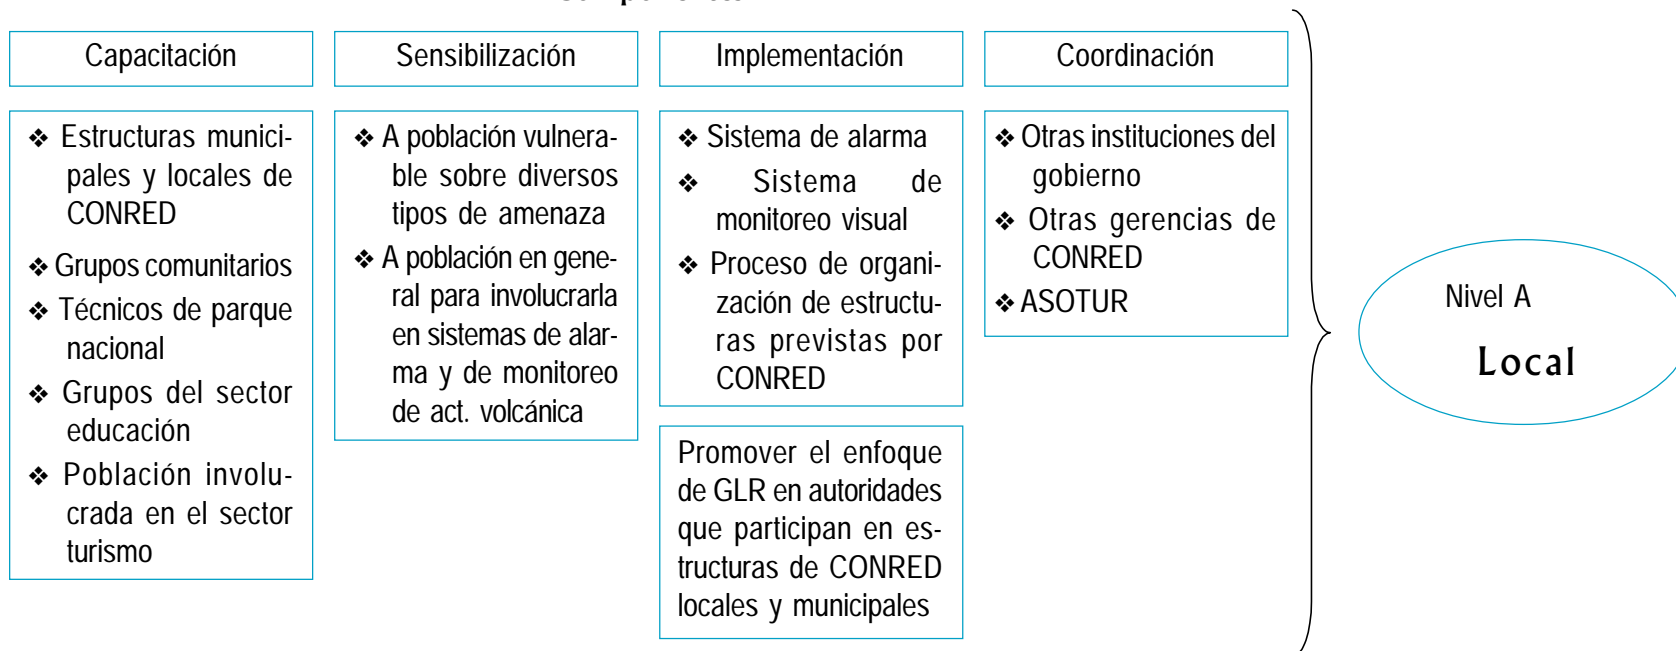 Capacitación
❖ Estructuras munici-
pales y locales de
CONRED
❖ Grupos comunitarios
❖ Técnicos de parque
nacional
❖ Grupos del sector
educación
❖ Población involu-
crada en el sector
turismo
Sensibilización
❖ A población vulnera-
ble sobre diversos
tipos de amenaza
❖ A población en gene-
ral para involucrarla
en sistemas de alar-
ma y de monitoreo
de act. volcánica
Implementación
❖ Sistema de alarma
❖ Sistema de
monitoreo visual
❖ Proceso de organi-
zación de estructu-
ras previstas por
CONRED
Promover el enfoque
de GLR en autoridades
que participan en es-
tructuras de CONRED
locales y municipales
Coordinación
❖ Otras instituciones del
gobierno
❖ Otras gerencias de
CONRED
❖ ASOTUR
Nivel A
Local